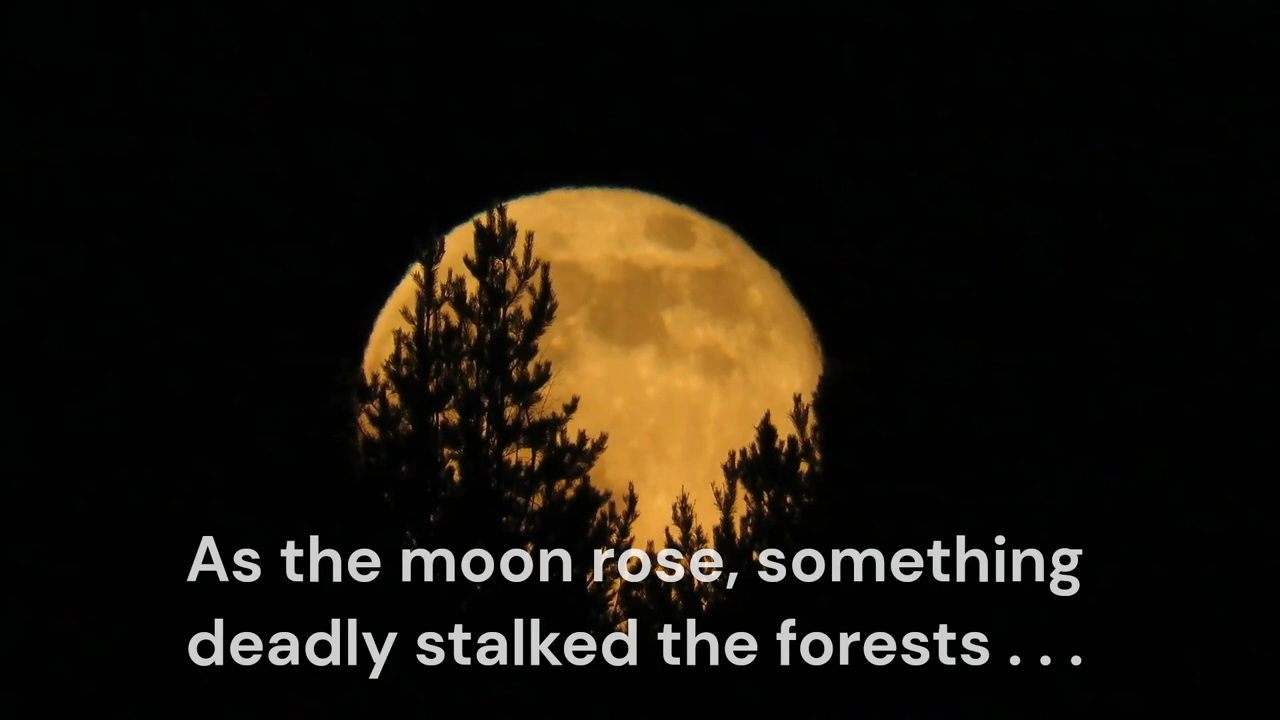 As the moon rose, something
deadly stalked the forests . . .